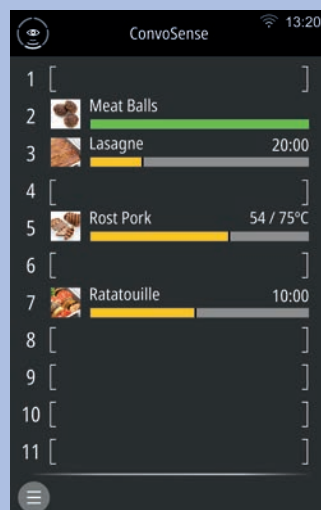 ConvoSense
13:20
1
2 Meat Balls
3 Lasagne 20:00
4
5 Rost Pork 54 / 75°C
6
7 Ratatouille 10:00
8
9
10
11